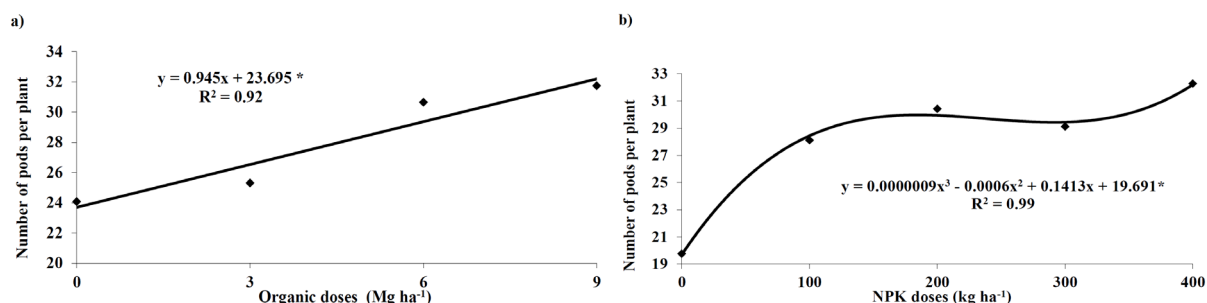 a)
34
32
30
28
26
24
22
20
Number of pods per plant
y = 0.945x + 23.695 *
R² = 0.92
0 3 6 9
Organic doses (Mg ha⁻¹)
b)
33
31
29
27
25
23
21
19
Number of pods per plant
y = 0.0000009x³ - 0.0006x² + 0.1413x + 19.691*
R² = 0.99
0 100 200 300 400
NPK doses (kg ha⁻¹)